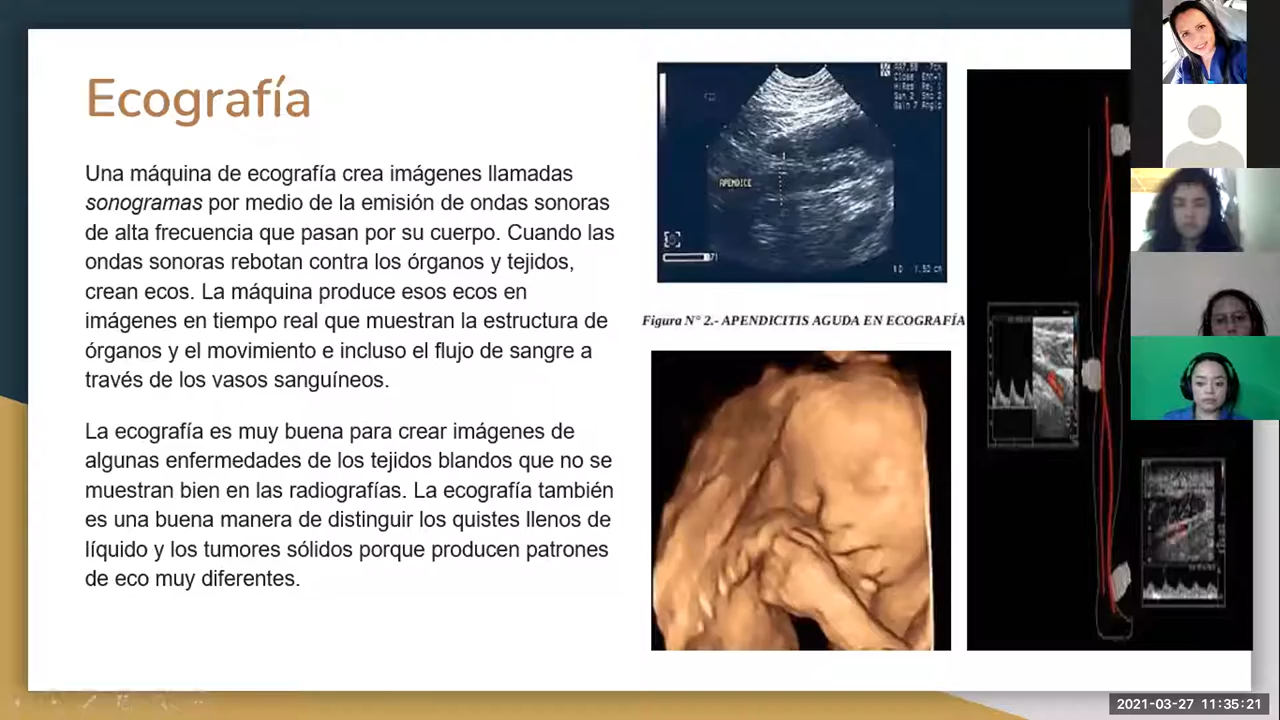 Ecografía
Una máquina de ecografía crea imágenes llamadas
sonogramas por medio de la emisión de ondas sonoras
de alta frecuencia que pasan por su cuerpo. Cuando las
ondas sonoras rebotan contra los órganos y tejidos,
crean ecos. La máquina produce esos ecos en
imágenes en tiempo real que muestran la estructura de
órganos y el movimiento e incluso el flujo de sangre a
través de los vasos sanguíneos.
La ecografía es muy buena para crear imágenes de
algunas enfermedades de los tejidos blandos que no se
muestran bien en las radiografías. La ecografía también
es una buena manera de distinguir los quistes llenos de
líquido y los tumores sólidos porque producen patrones
de eco muy diferentes.
APENDICE
Figura N° 2.- APENDICITIS AGUDA EN ECOGRAFÍA
2021-03-27 11:35:21